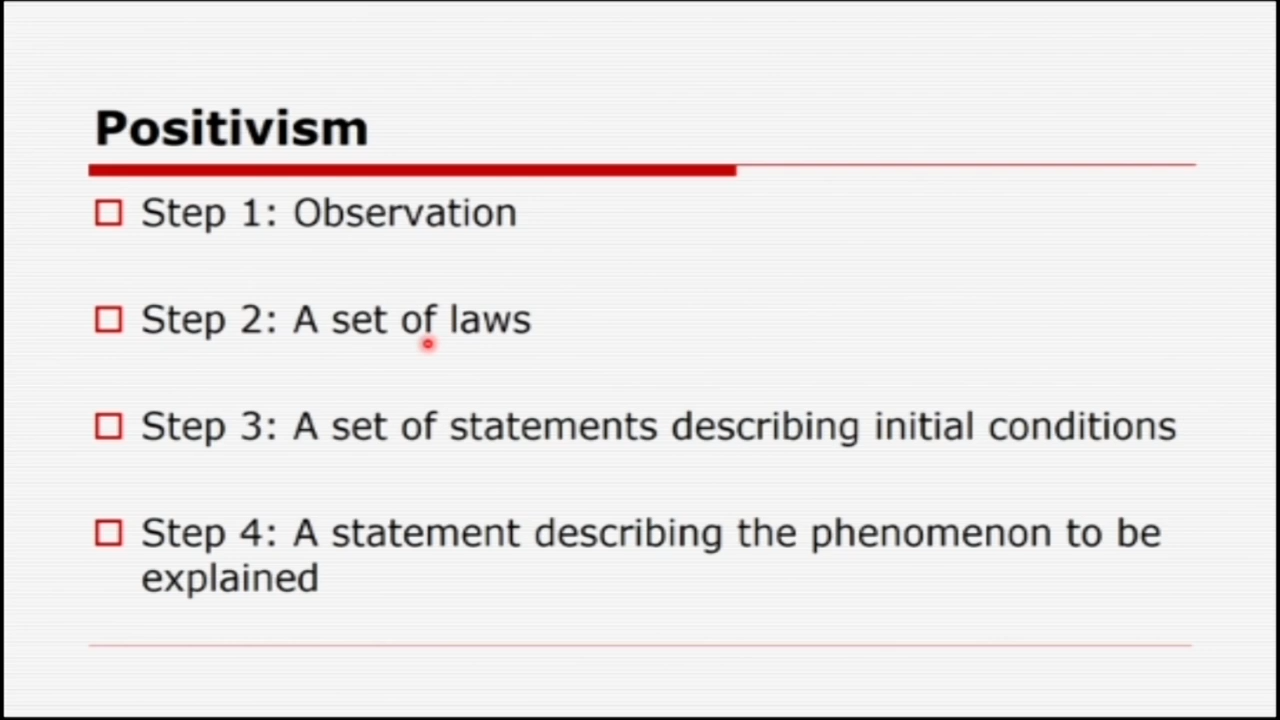 Positivism
Step 1: Observation
Step 2: A set of laws
Step 3: A set of statements describing initial conditions
Step 4: A statement describing the phenomenon to be
explained